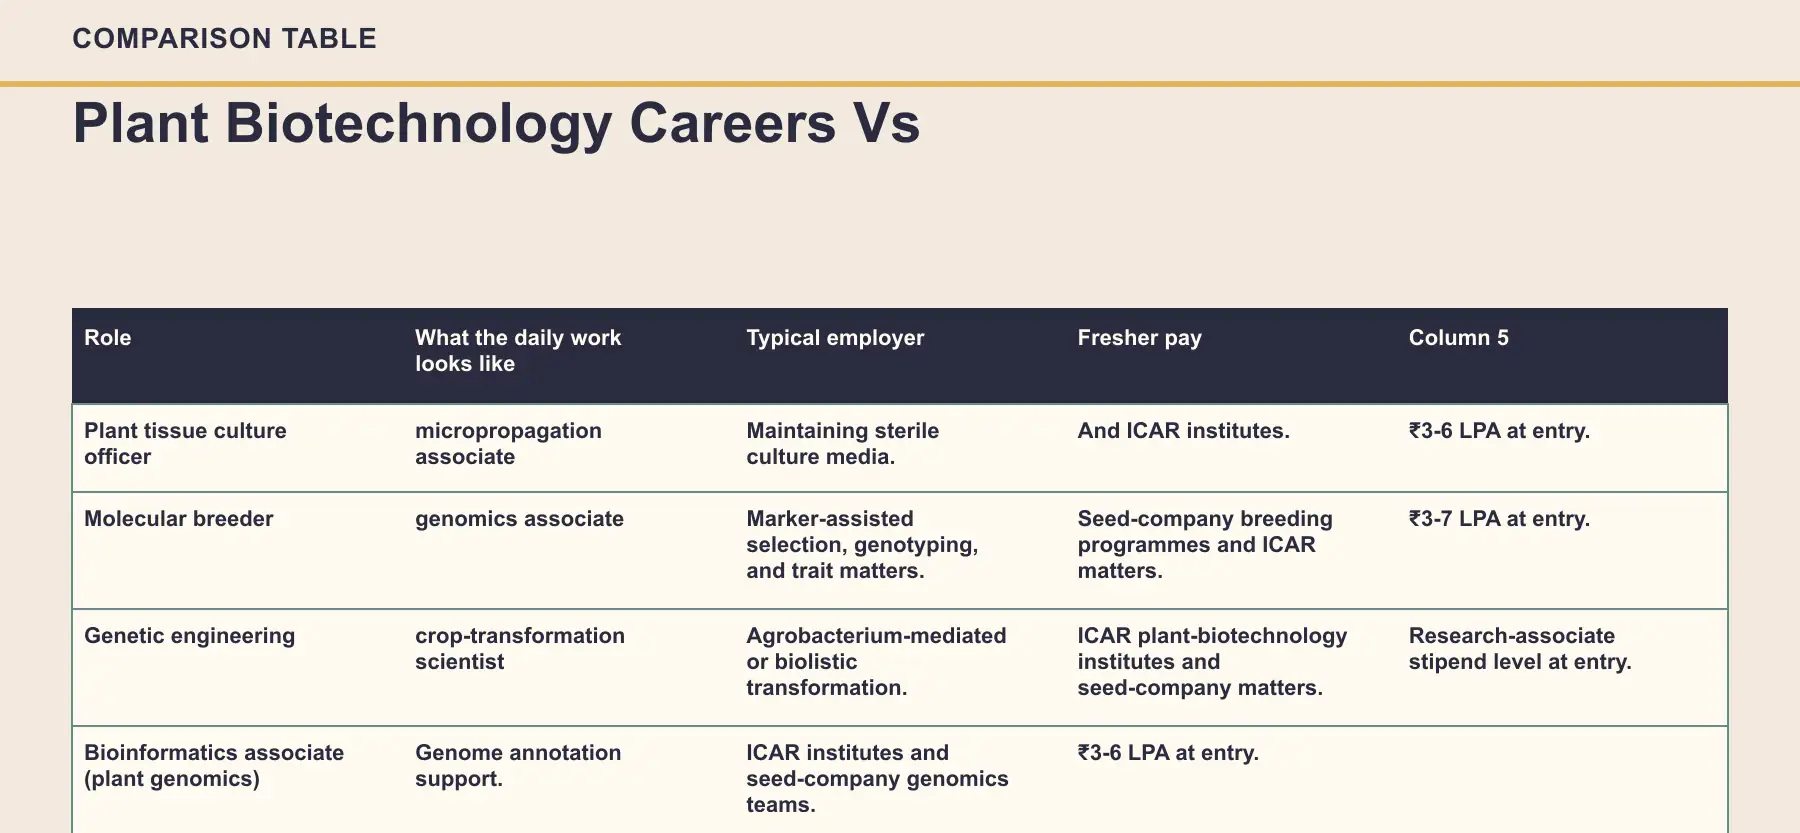 COMPARISON TABLE
Plant Biotechnology Careers Vs
Role
What the daily work
looks like
Typical employer
Fresher pay
Column 5
Plant tissue culture
officer
micropropagation
associate
Maintaining sterile
culture media.
And ICAR institutes.
₹3-6 LPA at entry.
Molecular breeder
genomics associate
Marker-assisted
selection, genotyping,
and trait matters.
Seed-company breeding
programmes and ICAR
matters.
₹3-7 LPA at entry.
Genetic engineering
crop-transformation
scientist
Agrobacterium-mediated
or biolistic
transformation.
ICAR plant-biotechnology
institutes and
seed-company matters.
Research-associate
stipend level at entry.
Bioinformatics associate
(plant genomics)
Genome annotation
support.
ICAR institutes and
seed-company genomics
teams.
₹3-6 LPA at entry.